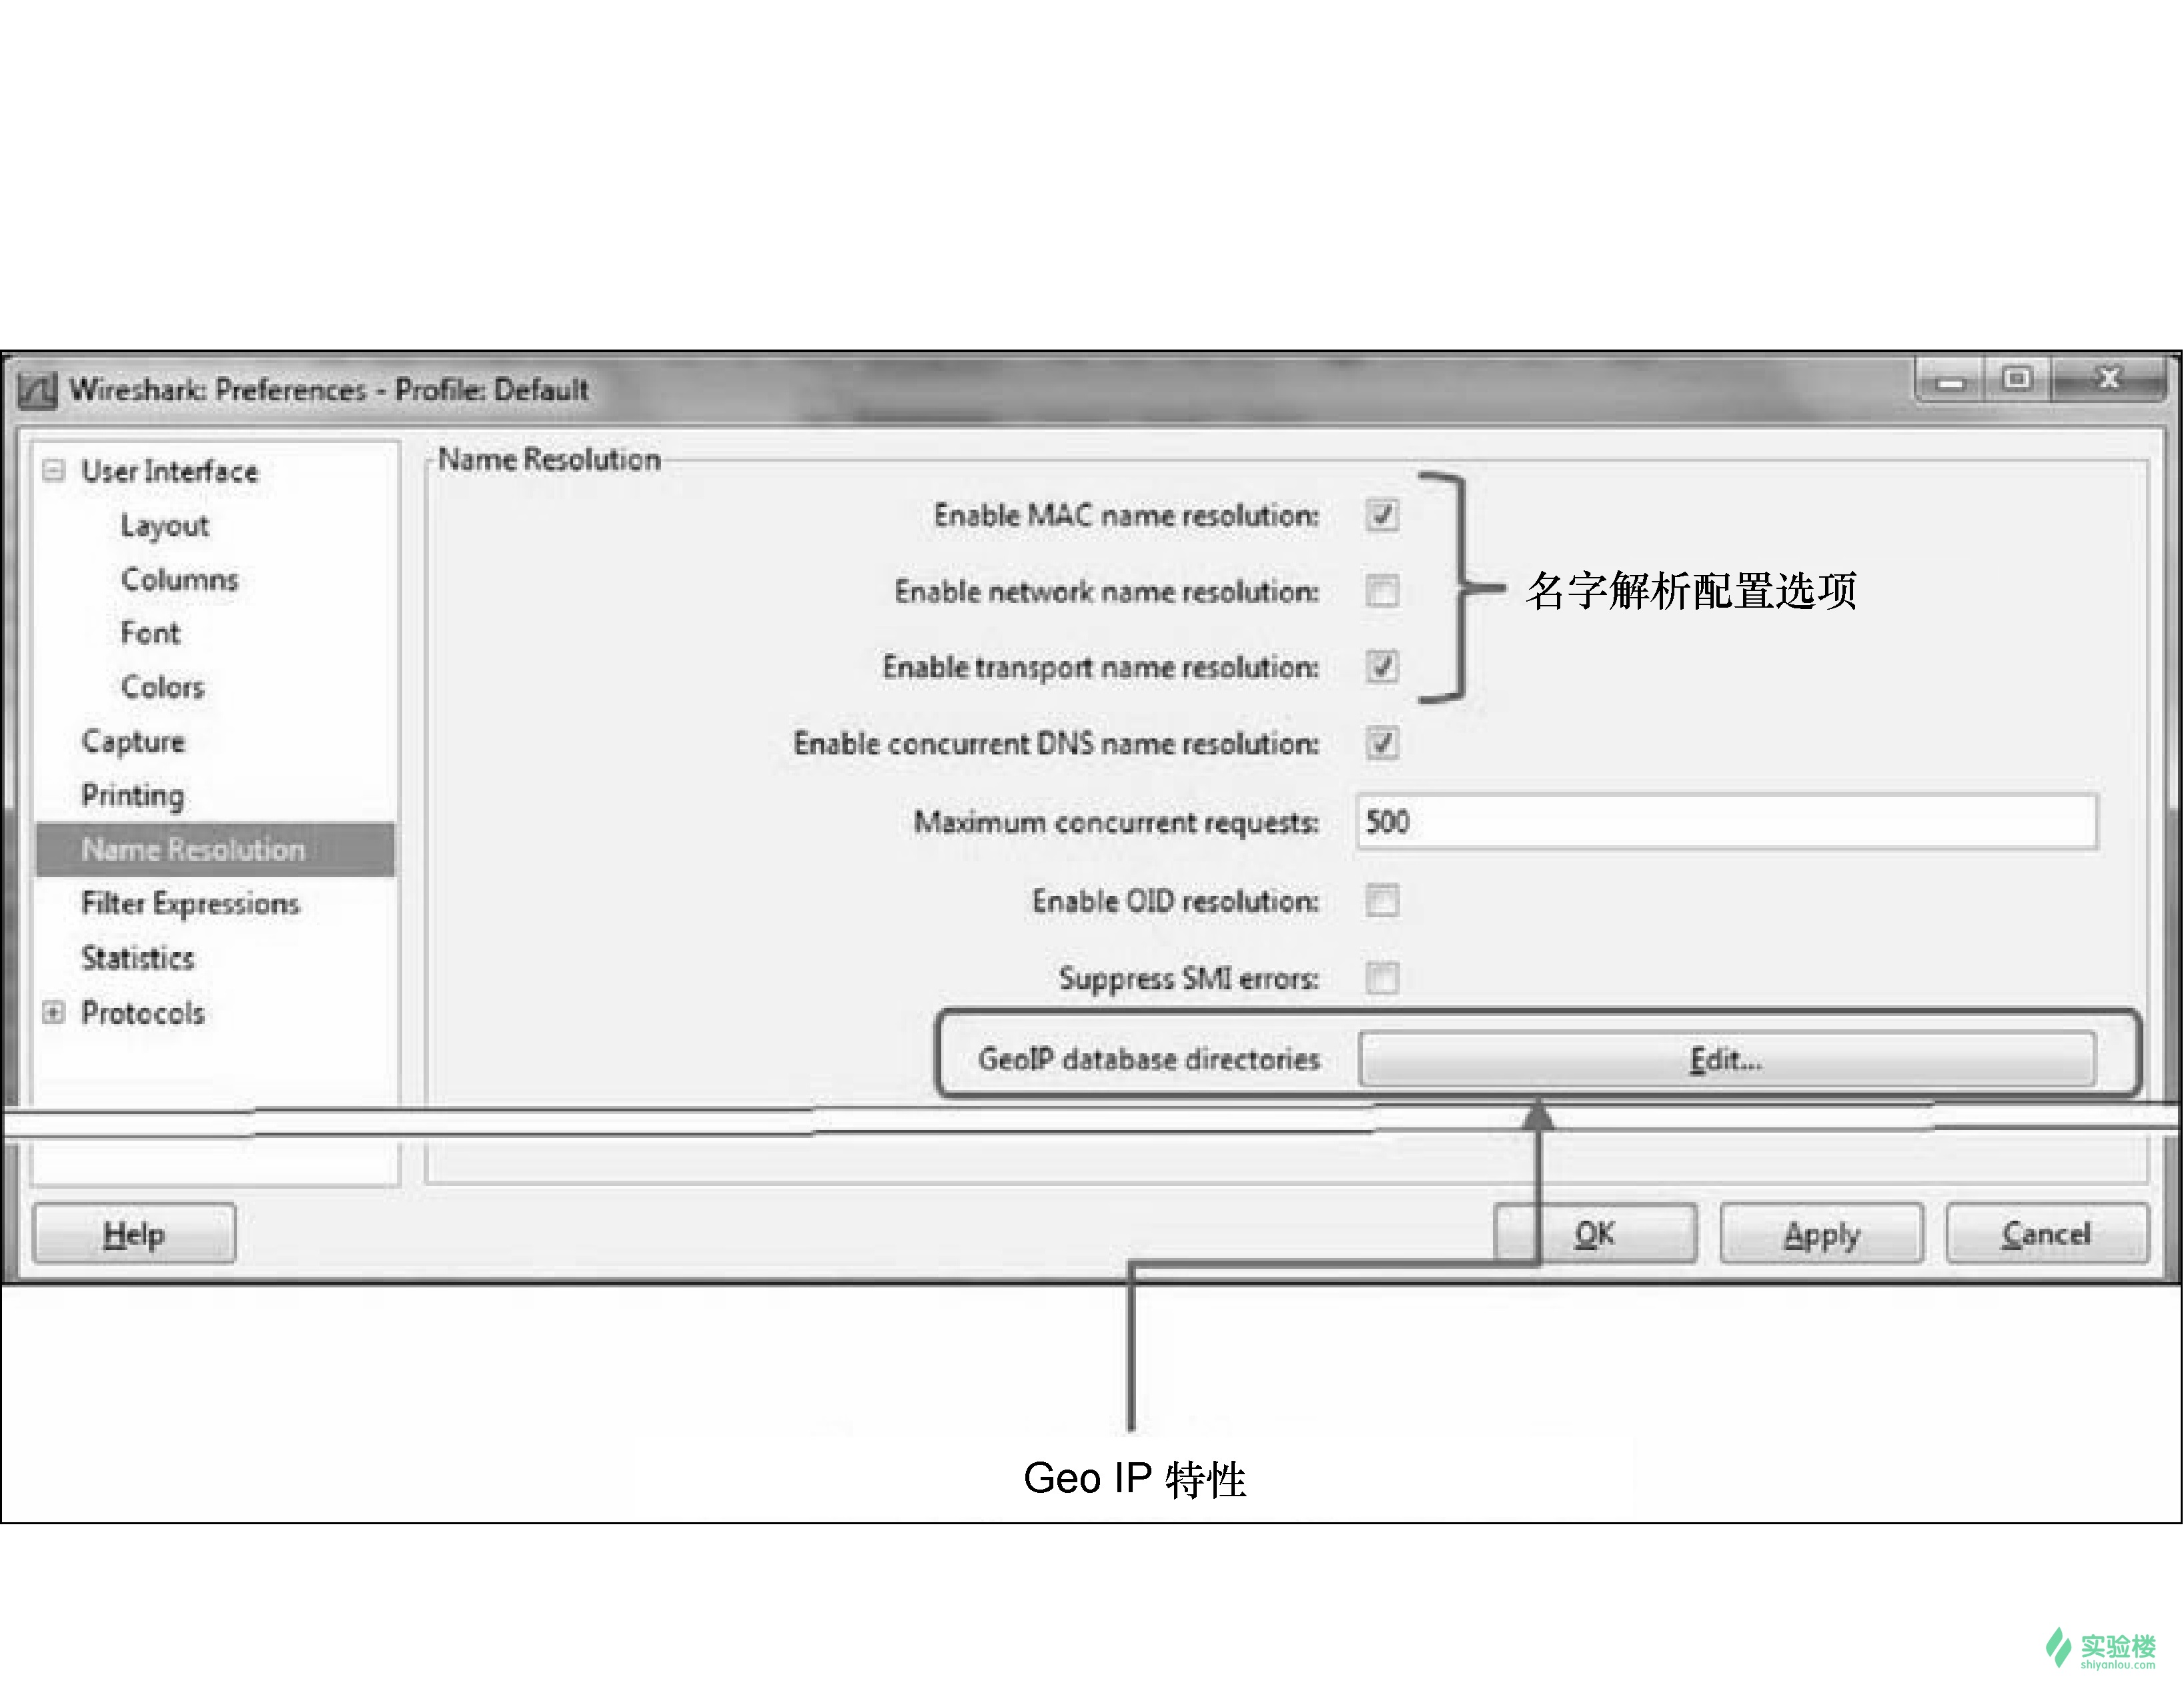 Wireshark: Preferences - Profile: Default
User Interface
Layout
Columns
Font
Colors
Capture
Printing
Name Resolution
Filter Expressions
Statistics
Protocols
Name Resolution
Enable MAC name resolution:
Enable network name resolution:
Enable transport name resolution:
名字解析配置选项
Enable concurrent DNS name resolution:
Maximum concurrent requests: 500
Enable OID resolution:
Suppress SMI errors:
GeoIP database directories Edit...
Help OK Apply Cancel
Geo IP 特性
实验楼
shiyanlou.com